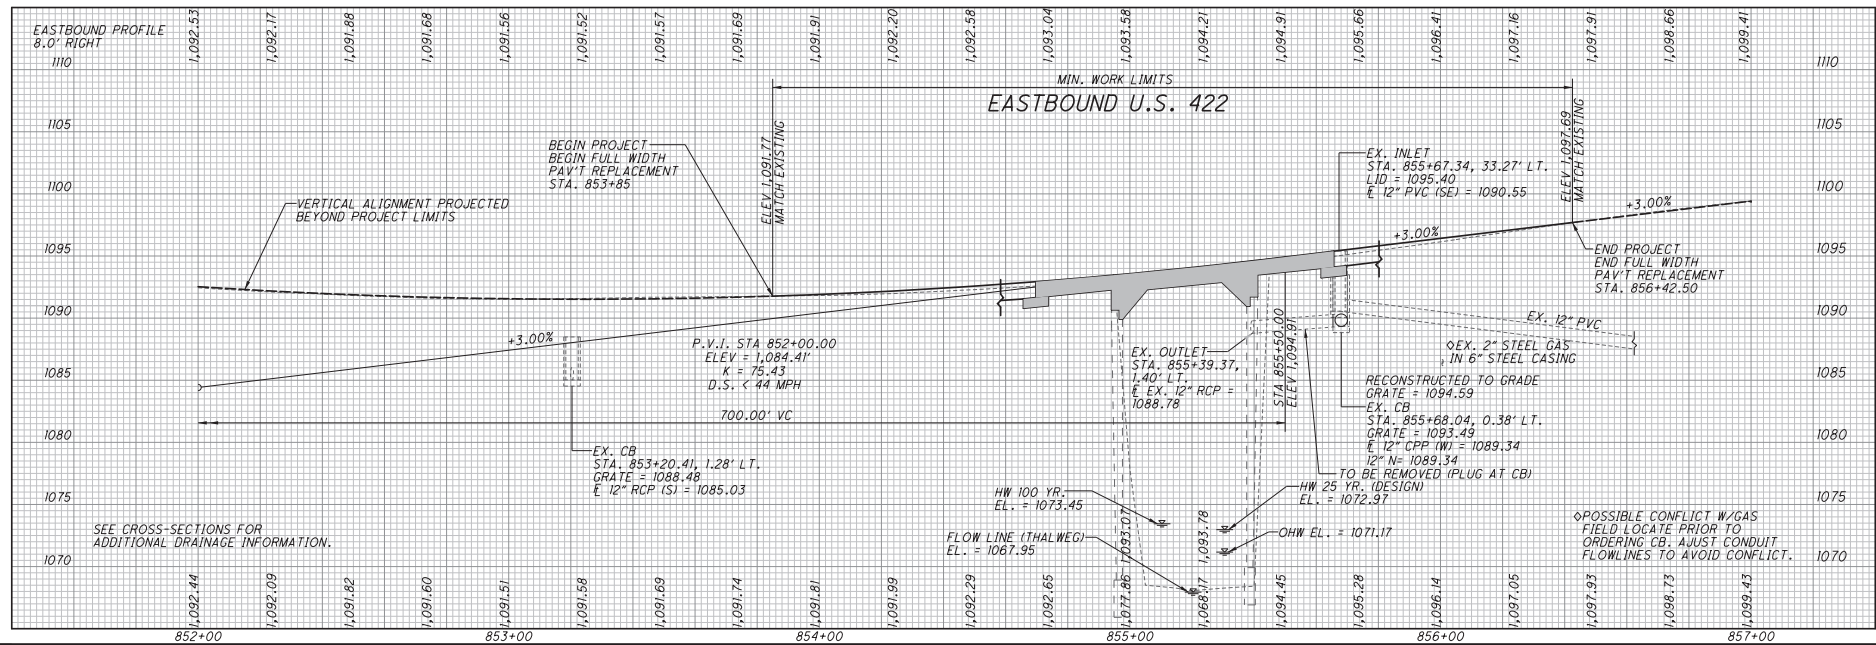 1,092.53 1,092.17 1,091.88 1,091.68 1,091.56 1,091.52 1,091.57 1,091.69 1,091.91 1,092.20 1,092.58 1,093.04 1,093.58 1,094.21 1,094.91 1,095.66 1,096.41 1,097.16 1,097.91 1,098.66 1,099.41
EASTBOUND PROFILE
8.0' RIGHT
1110 1110
MIN. WORK LIMITS
EASTBOUND U.S. 422
1105 1105
BEGIN PROJECT
BEGIN FULL WIDTH
PAV'T REPLACEMENT
STA. 853+85
ELEV 1,091.77
MATCH EXISTING
EX. INLET
STA. 855+67.34, 33.27' LT.
LID = 1095.40
℄ 12" PVC (SE) = 1090.55
ELEV 1,097.69
MATCH EXISTING
1100 1100
VERTICAL ALIGNMENT PROJECTED
BEYOND PROJECT LIMITS
+3.00%
+3.00%
1095 1095
END PROJECT
END FULL WIDTH
PAV'T REPLACEMENT
STA. 856+42.50
1090 1090
EX. 12" PVC
+3.00%
P.V.I. STA 852+00.00
ELEV = 1,084.41'
K = 75.43
D.S. < 44 MPH
EX. OUTLET
STA. 855+39.37,
1.40' LT.
℄ EX. 12" RCP =
1088.78
STA 855+50.00
ELEV 1,094.91
◊EX. 2" STEEL GAS
IN 6" STEEL CASING
1085 1085
RECONSTRUCTED TO GRADE
GRATE = 1094.59
EX. CB
STA. 855+68.04, 0.38' LT.
GRATE = 1093.49
℄ 12" CPP (W) = 1089.34
12" N= 1089.34
700.00' VC
1080 1080
EX. CB
STA. 853+20.41, 1.28' LT.
GRATE = 1088.48
℄ 12" RCP (S) = 1085.03
TO BE REMOVED (PLUG AT CB)
HW 100 YR.
EL. = 1073.45
HW 25 YR. (DESIGN)
EL. = 1072.97
1075 1075
SEE CROSS-SECTIONS FOR
ADDITIONAL DRAINAGE INFORMATION.
FLOW LINE (THALWEG)
EL. = 1067.95
1,093.07
1,093.78
OHW EL. = 1071.17
◊POSSIBLE CONFLICT W/GAS
FIELD LOCATE PRIOR TO
ORDERING CB. AJUST CONDUIT
FLOWLINES TO AVOID CONFLICT.
1070 1070
1,092.44 1,092.09 1,091.82 1,091.60 1,091.51 1,091.58 1,091.69 1,091.74 1,091.81 1,091.99 1,092.29 1,092.65 1,077.86 1,068.17 1,094.45 1,095.28 1,096.14 1,097.05 1,097.93 1,098.73 1,099.43
852+00 853+00 854+00 855+00 856+00 857+00